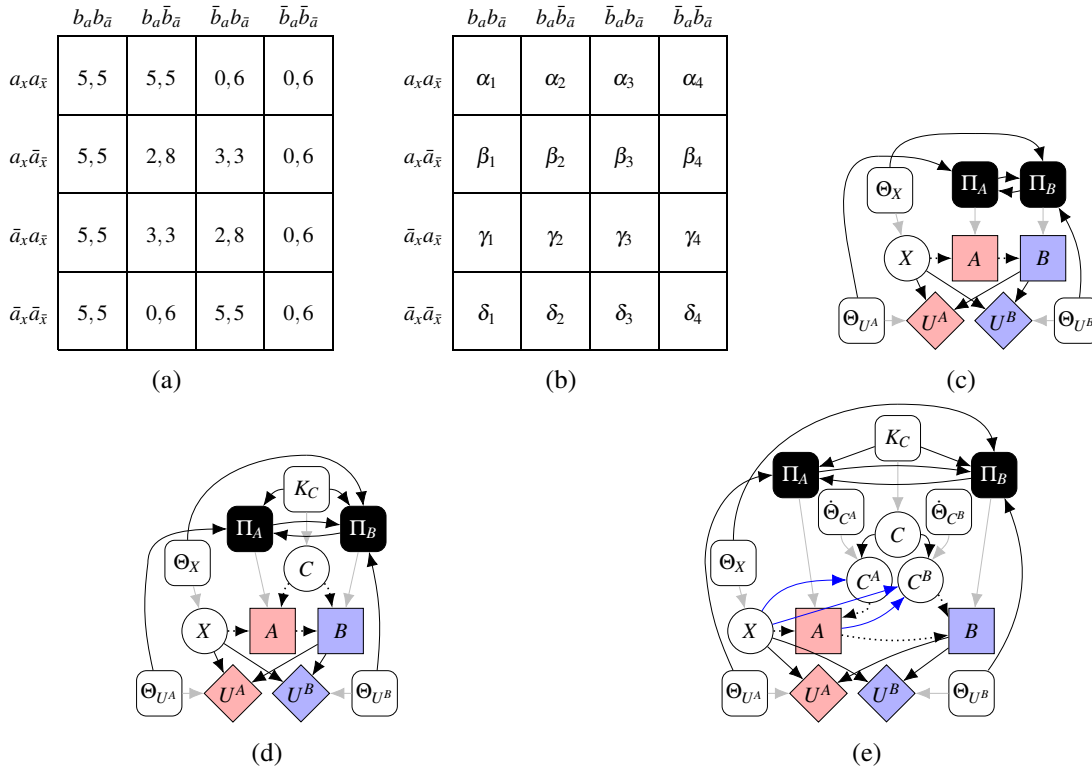 b_a b_ā b_a b̄_ā b̄_a b_ā b̄_a b̄_ā
a_x a_x̄ 5,5 5,5 0,6 0,6
a_x ā_x̄ 5,5 2,8 3,3 0,6
ā_x a_x̄ 5,5 3,3 2,8 0,6
ā_x ā_x̄ 5,5 0,6 5,5 0,6
(a)
b_a b_ā b_a b̄_ā b̄_a b_ā b̄_a b̄_ā
a_x a_x̄ α₁ α₂ α₃ α₄
a_x ā_x̄ β₁ β₂ β₃ β₄
ā_x a_x̄ γ₁ γ₂ γ₃ γ₄
ā_x ā_x̄ δ₁ δ₂ δ₃ δ₄
(b)
Θ_X Π_A Π_B
X A B
Θ_{U^A} U^A U^B Θ_{U^B}
(c)
K_C
Π_A Π_B
Θ_X C
X A B
Θ_{U^A} U^A U^B Θ_{U^B}
(d)
K_C
Π_A Π_B
Θ̇_{C^A} Θ̇_{C^B}
C
Θ_X C^A C^B
X A B
Θ_{U^A} U^A U^B Θ_{U^B}
(e)